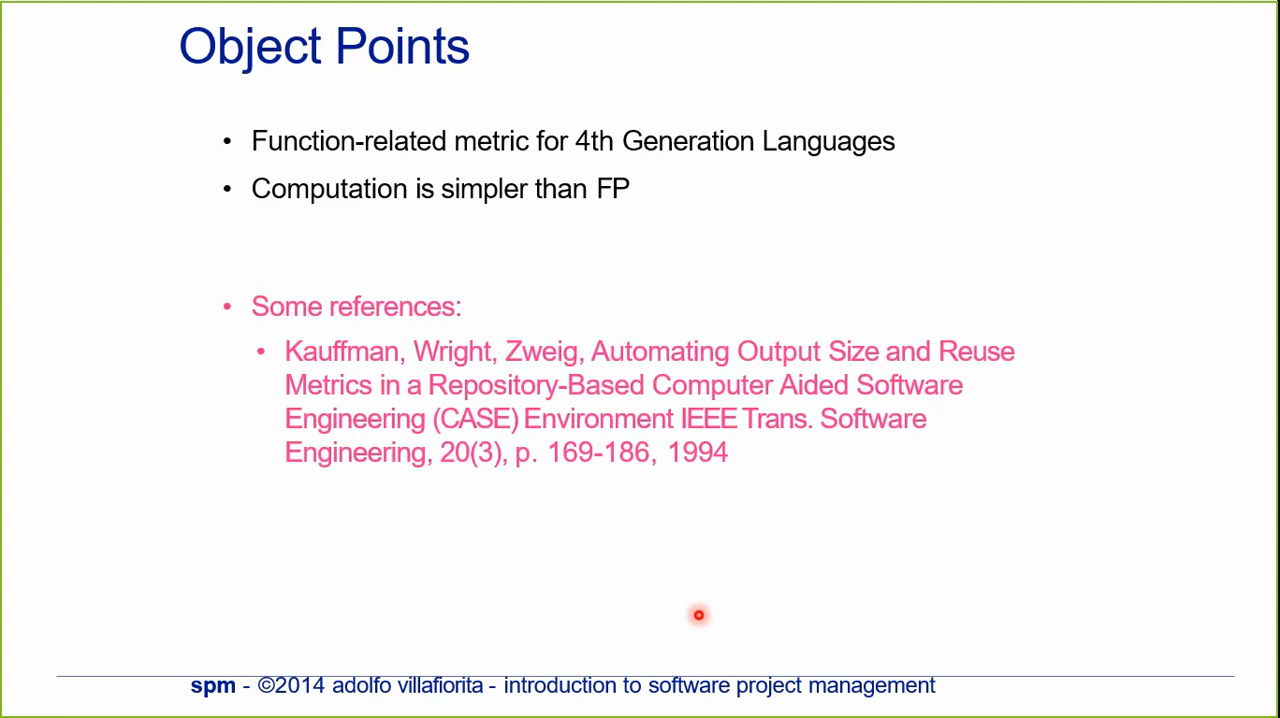 Object Points
• Function-related metric for 4th Generation Languages
• Computation is simpler than FP
• Some references:
• Kauffman, Wright, Zweig, Automating Output Size and Reuse
Metrics in a Repository-Based Computer Aided Software
Engineering (CASE) Environment IEEE Trans. Software
Engineering, 20(3), p. 169-186, 1994
spm - ©2014 adolfo villafiorita - introduction to software project management